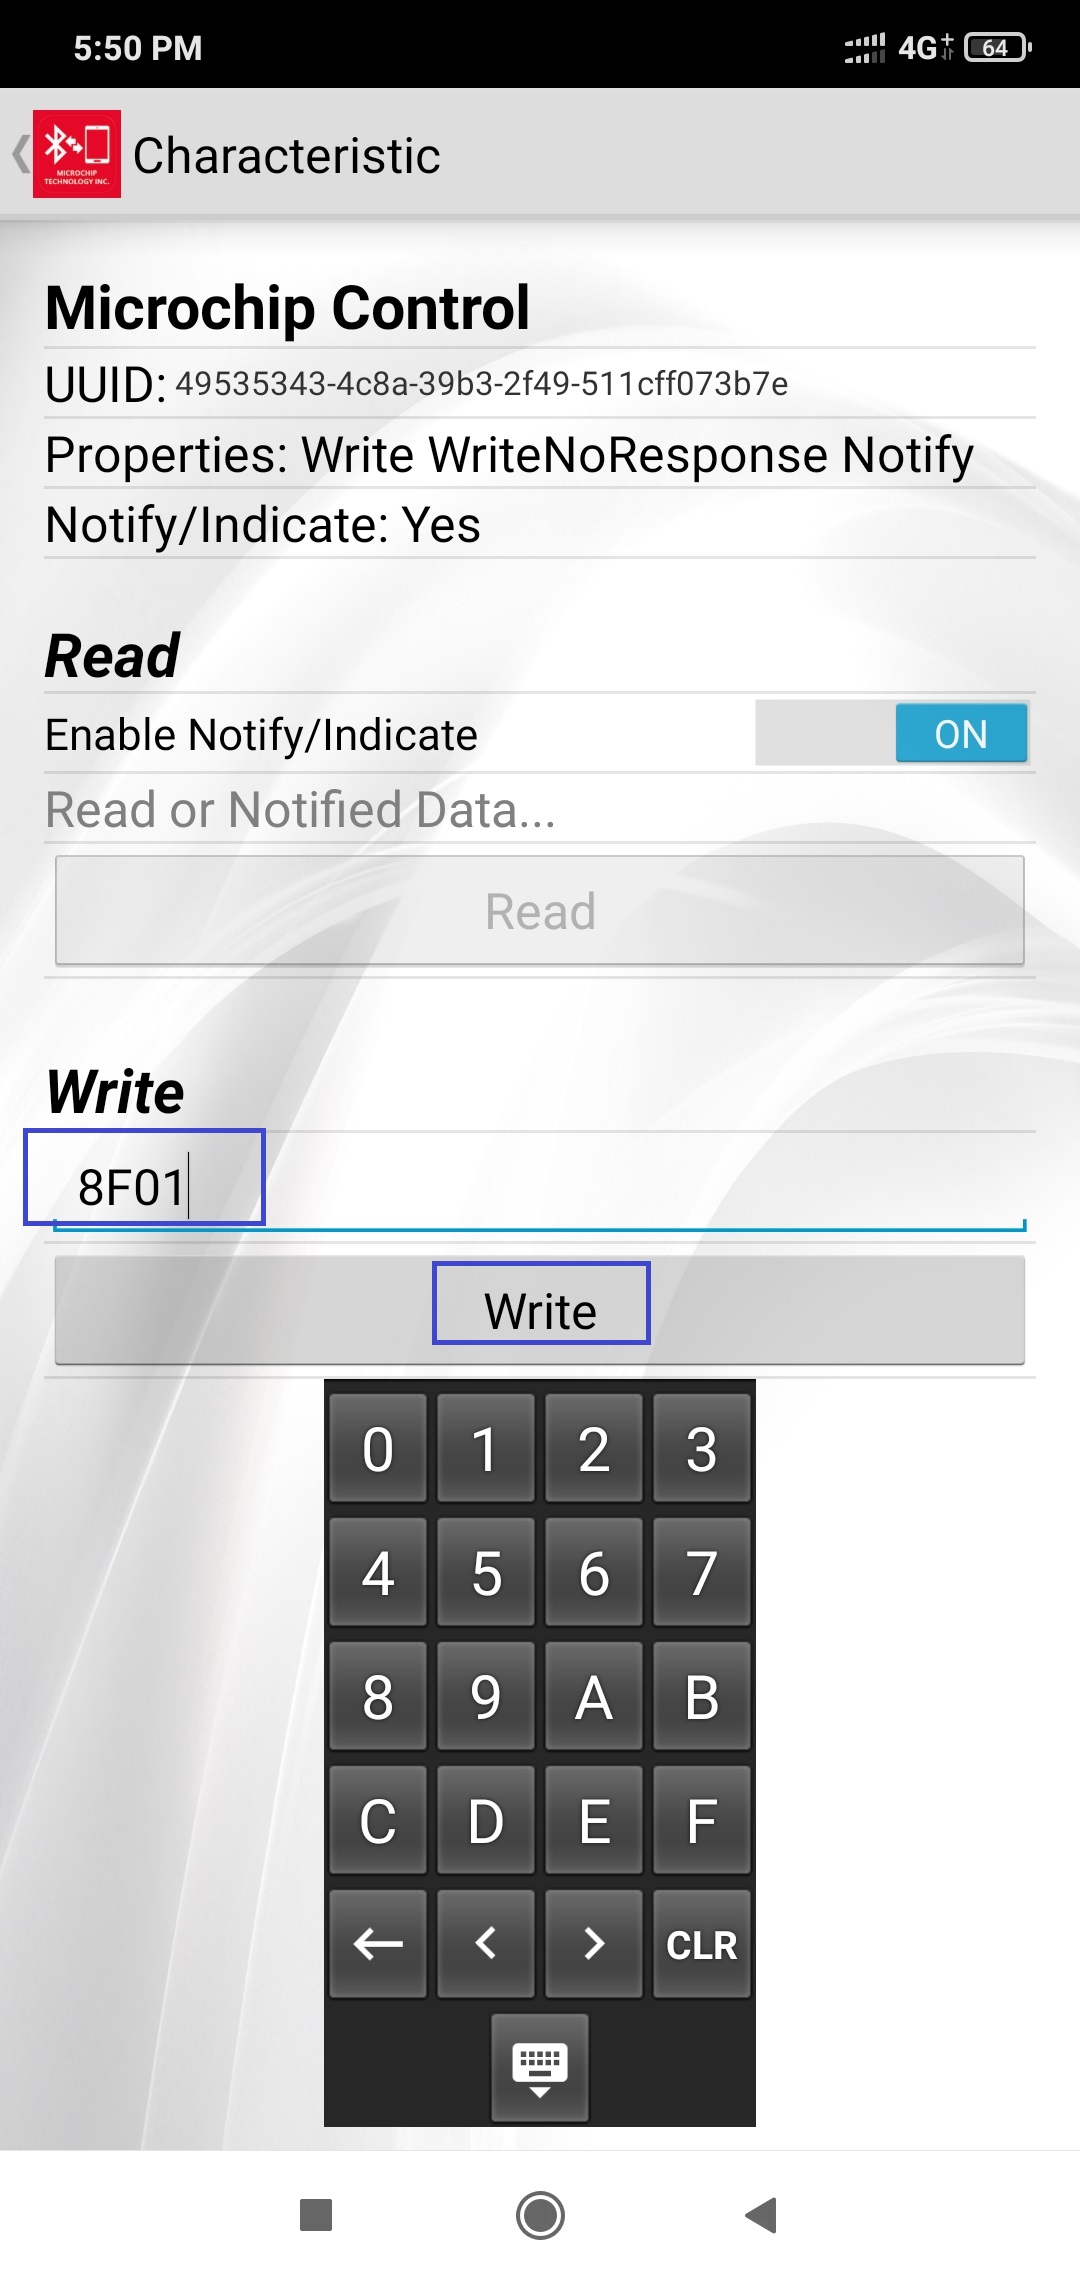 5:50 PM 4G+ 64
MICROCHIP
TECHNOLOGY INC.
Characteristic
Microchip Control
UUID: 49535343-4c8a-39b3-2f49-511cff073b7e
Properties: Write WriteNoResponse Notify
Notify/Indicate: Yes
Read
Enable Notify/Indicate ON
Read or Notified Data...
Read
Write
8F01
Write
0 1 2 3
4 5 6 7
8 9 A B
C D E F
← < > CLR